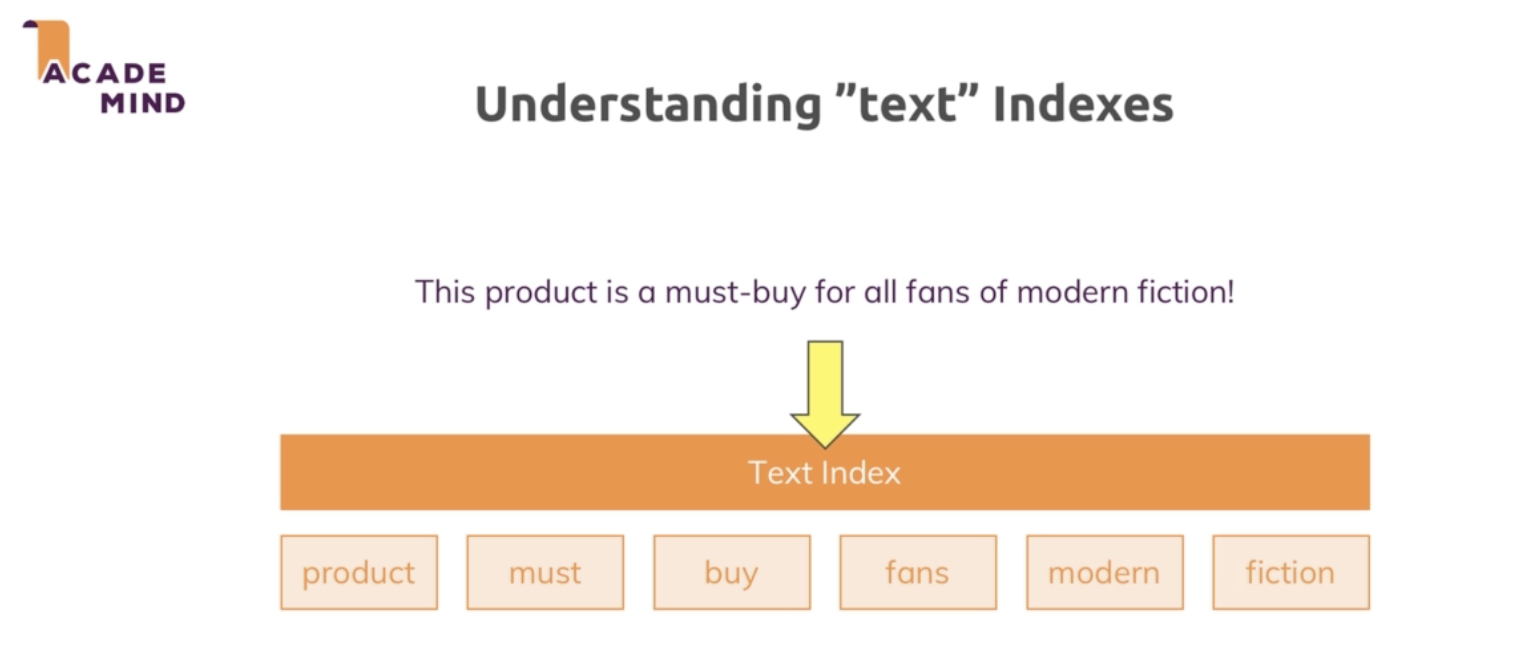 ACADE
MIND
Understanding ”text” Indexes
This product is a must-buy for all fans of modern fiction!
Text Index
product must buy fans modern fiction